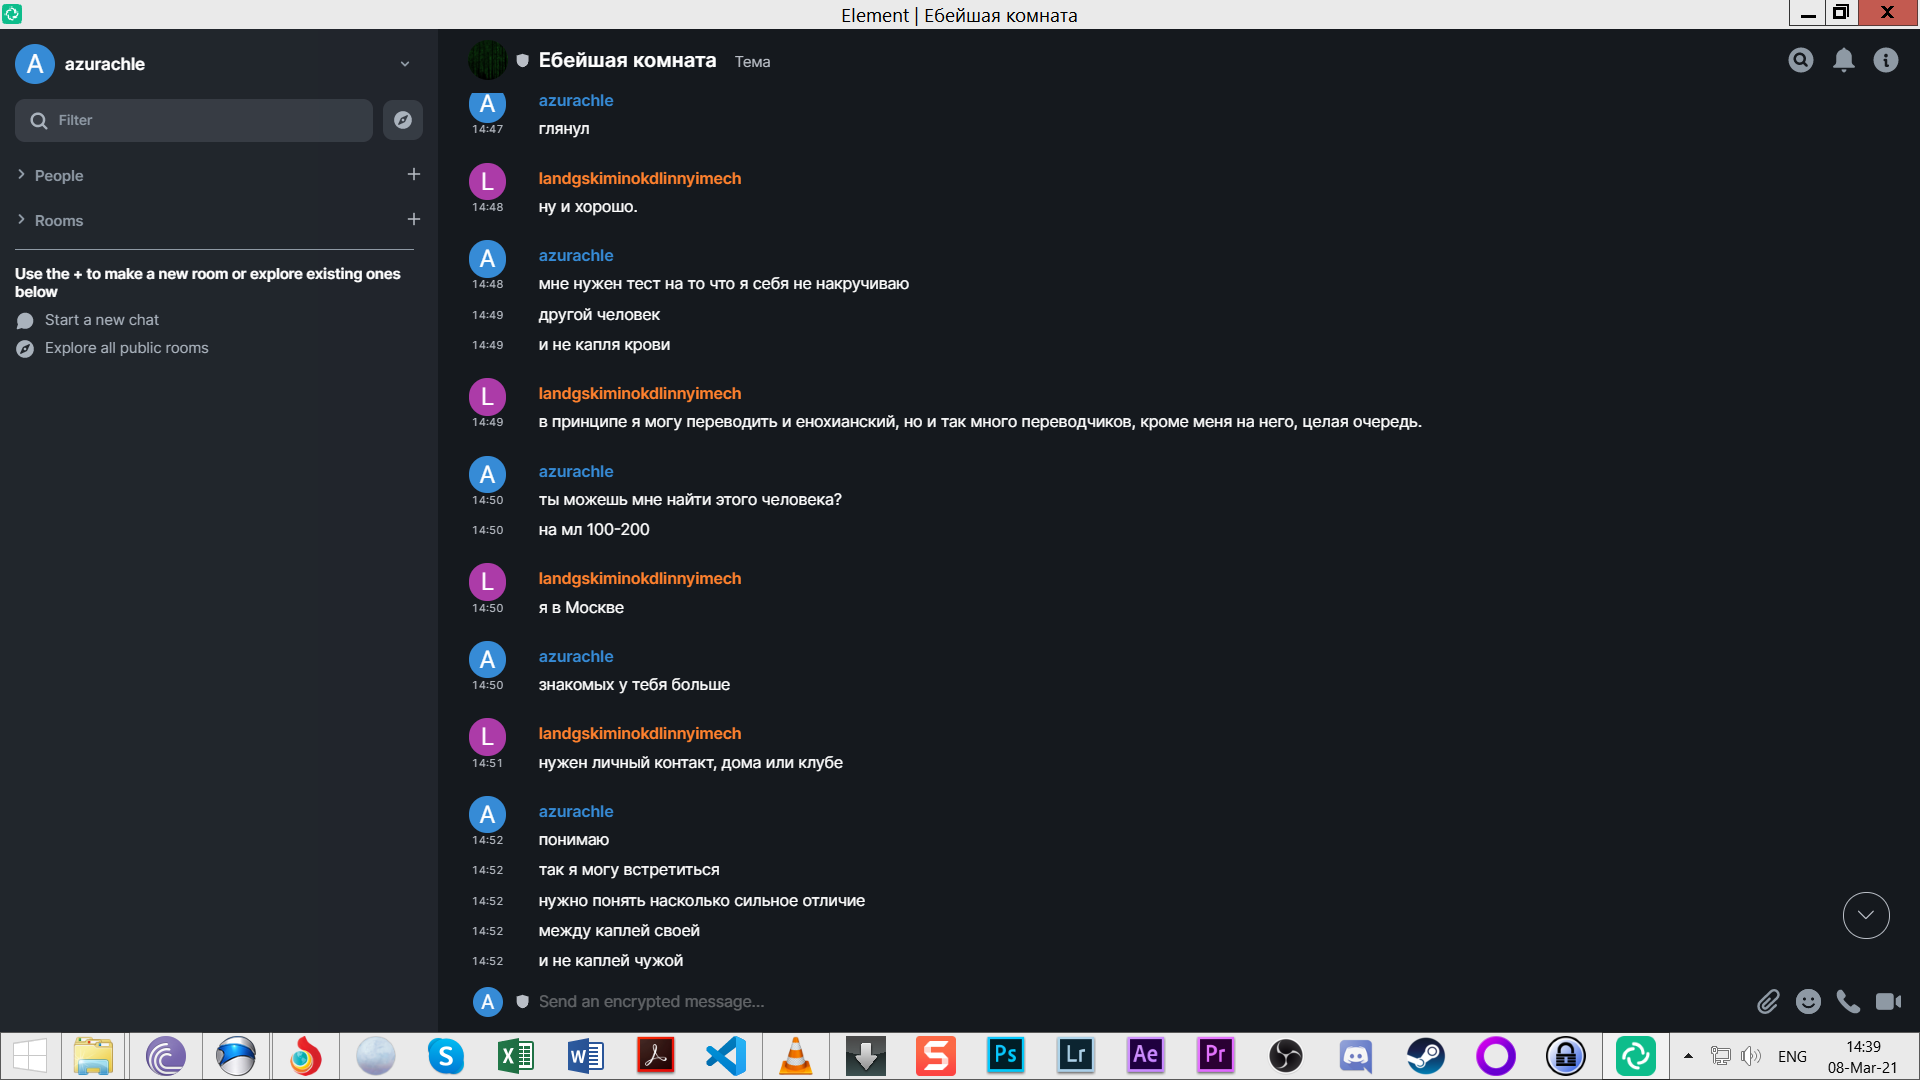 Element | Ебейшая комната
A azurachle
Filter
People
Rooms
Use the + to make a new room or explore existing ones
below
Start a new chat
Explore all public rooms
Ебейшая комната Тема
A azurachle
14:47 глянул
L landgskiminokdlinnyimech
14:48 ну и хорошо.
A azurachle
14:48 мне нужен тест на то что я себя не накручиваю
14:49 другой человек
14:49 и не капля крови
L landgskiminokdlinnyimech
14:49 в принципе я могу переводить и енохианский, но и так много переводчиков, кроме меня на него, целая очередь.
A azurachle
14:50 ты можешь мне найти этого человека?
14:50 на мл 100-200
L landgskiminokdlinnyimech
14:50 я в Москве
A azurachle
14:50 знакомых у тебя больше
L landgskiminokdlinnyimech
14:51 нужен личный контакт, дома или клубе
A azurachle
14:52 понимаю
14:52 так я могу встретиться
14:52 нужно понять насколько сильное отличие
14:52 между каплей своей
14:52 и не каплей чужой
A Send an encrypted message...
Ps Lr Ae Pr ENG 14:39
08-Mar-21